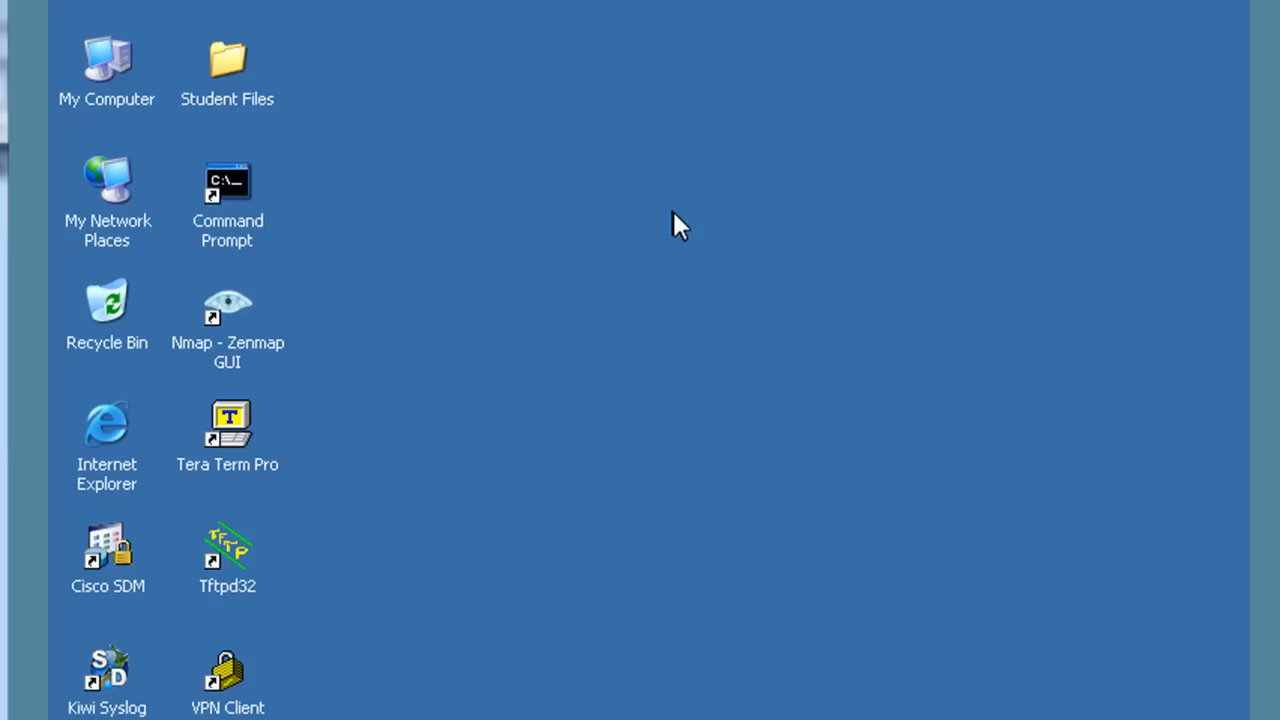 My Computer
Student Files
C:\_
My Network
Places
Command
Prompt
Recycle Bin
Nmap - Zenmap
GUI
Internet
Explorer
T
Tera Term Pro
Cisco SDM
TFTP
Tftpd32
S
D
Kiwi Syslog
VPN Client